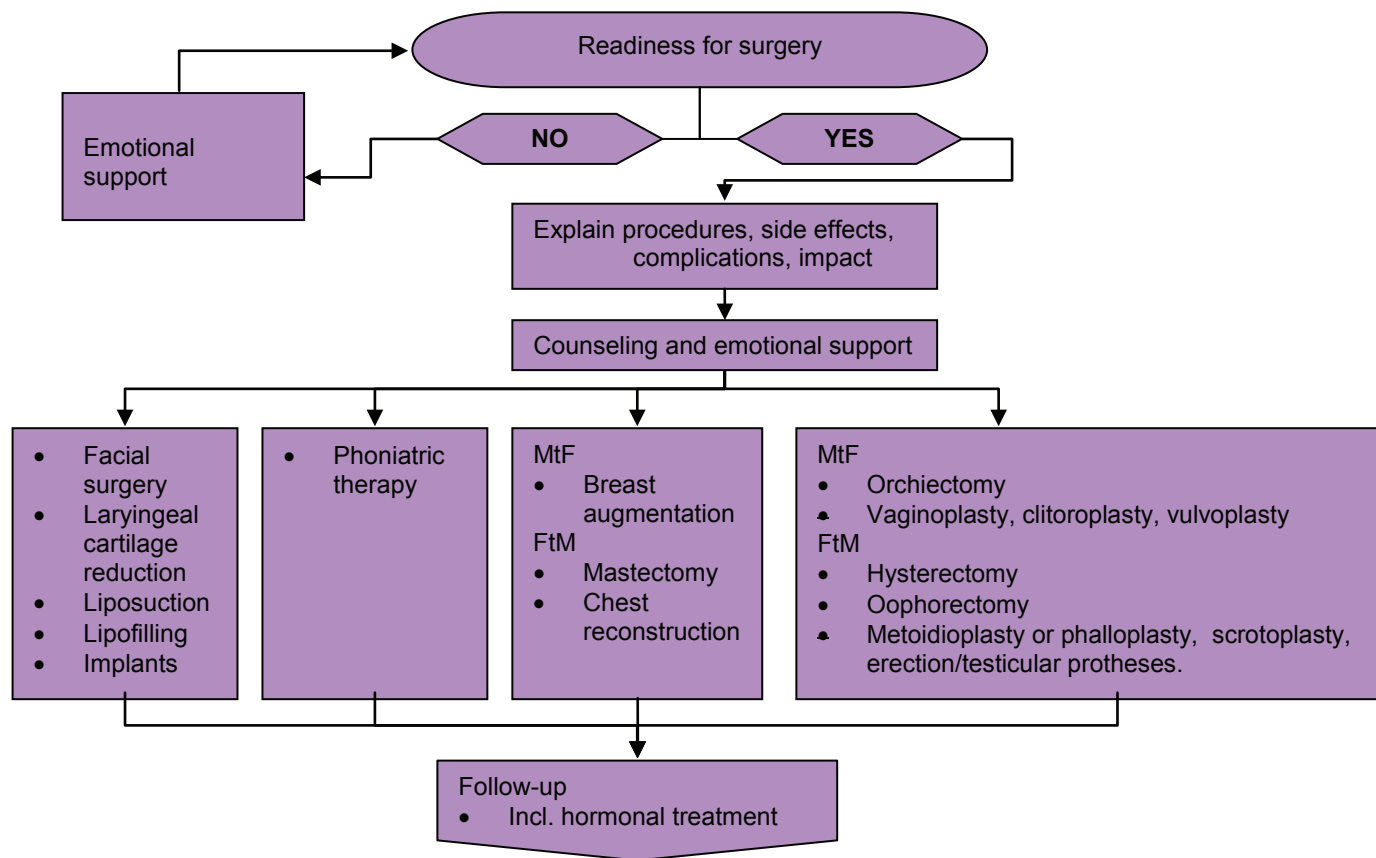 Readiness for surgery
NO
YES
Emotional
support
Explain procedures, side effects,
complications, impact
Counseling and emotional support
• Facial
surgery
• Laryngeal
cartilage
reduction
• Liposuction
• Lipofilling
• Implants
• Phoniatric
therapy
MtF
• Breast
augmentation
FtM
• Mastectomy
• Chest
reconstruction
MtF
• Orchiectomy
• Vaginoplasty, clitoroplasty, vulvoplasty
FtM
• Hysterectomy
• Oophorectomy
• Metoidioplasty or phalloplasty, scrotoplasty,
erection/testicular protheses.
Follow-up
• Incl. hormonal treatment